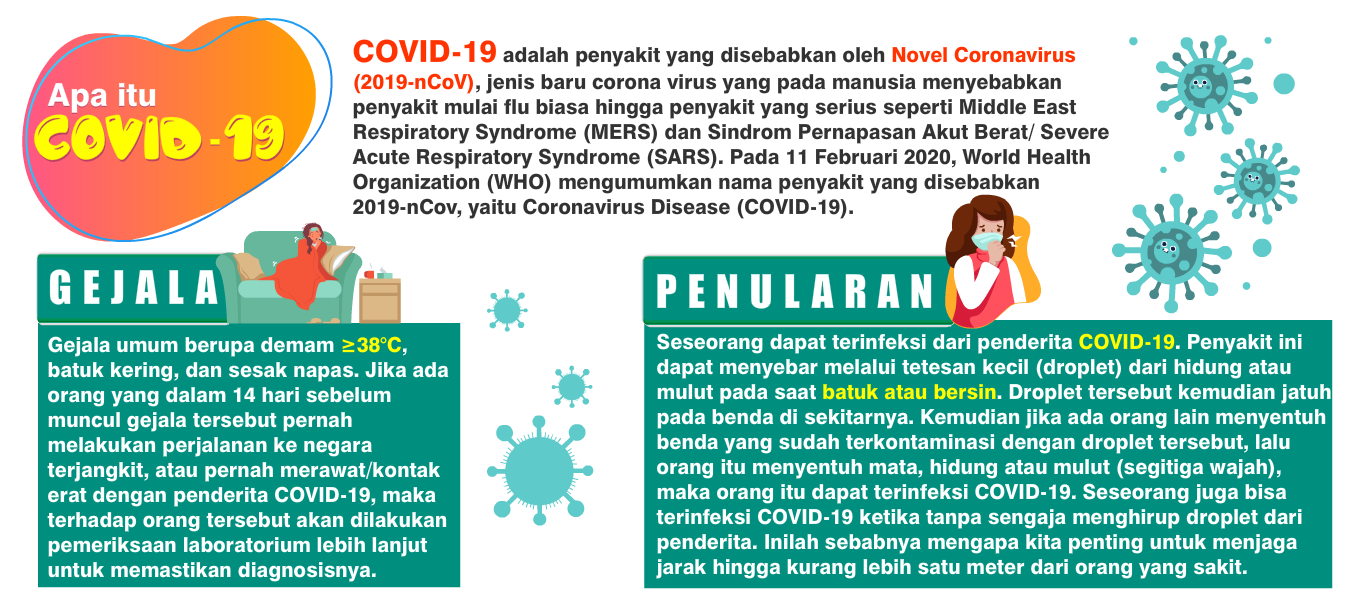 Apa itu
COVID-19
COVID-19 adalah penyakit yang disebabkan oleh Novel Coronavirus
(2019-nCoV), jenis baru corona virus yang pada manusia menyebabkan
penyakit mulai flu biasa hingga penyakit yang serius seperti Middle East
Respiratory Syndrome (MERS) dan Sindrom Pernapasan Akut Berat/ Severe
Acute Respiratory Syndrome (SARS). Pada 11 Februari 2020, World Health
Organization (WHO) mengumumkan nama penyakit yang disebabkan
2019-nCov, yaitu Coronavirus Disease (COVID-19).
GEJALA
Gejala umum berupa demam ≥38°C,
batuk kering, dan sesak napas. Jika ada
orang yang dalam 14 hari sebelum
muncul gejala tersebut pernah
melakukan perjalanan ke negara
terjangkit, atau pernah merawat/kontak
erat dengan penderita COVID-19, maka
terhadap orang tersebut akan dilakukan
pemeriksaan laboratorium lebih lanjut
untuk memastikan diagnosisnya.
PENULARAN
Seseorang dapat terinfeksi dari penderita COVID-19. Penyakit ini
dapat menyebar melalui tetesan kecil (droplet) dari hidung atau
mulut pada saat batuk atau bersin. Droplet tersebut kemudian jatuh
pada benda di sekitarnya. Kemudian jika ada orang lain menyentuh
benda yang sudah terkontaminasi dengan droplet tersebut, lalu
orang itu menyentuh mata, hidung atau mulut (segitiga wajah),
maka orang itu dapat terinfeksi COVID-19. Seseorang juga bisa
terinfeksi COVID-19 ketika tanpa sengaja menghirup droplet dari
penderita. Inilah sebabnya mengapa kita penting untuk menjaga
jarak hingga kurang lebih satu meter dari orang yang sakit.